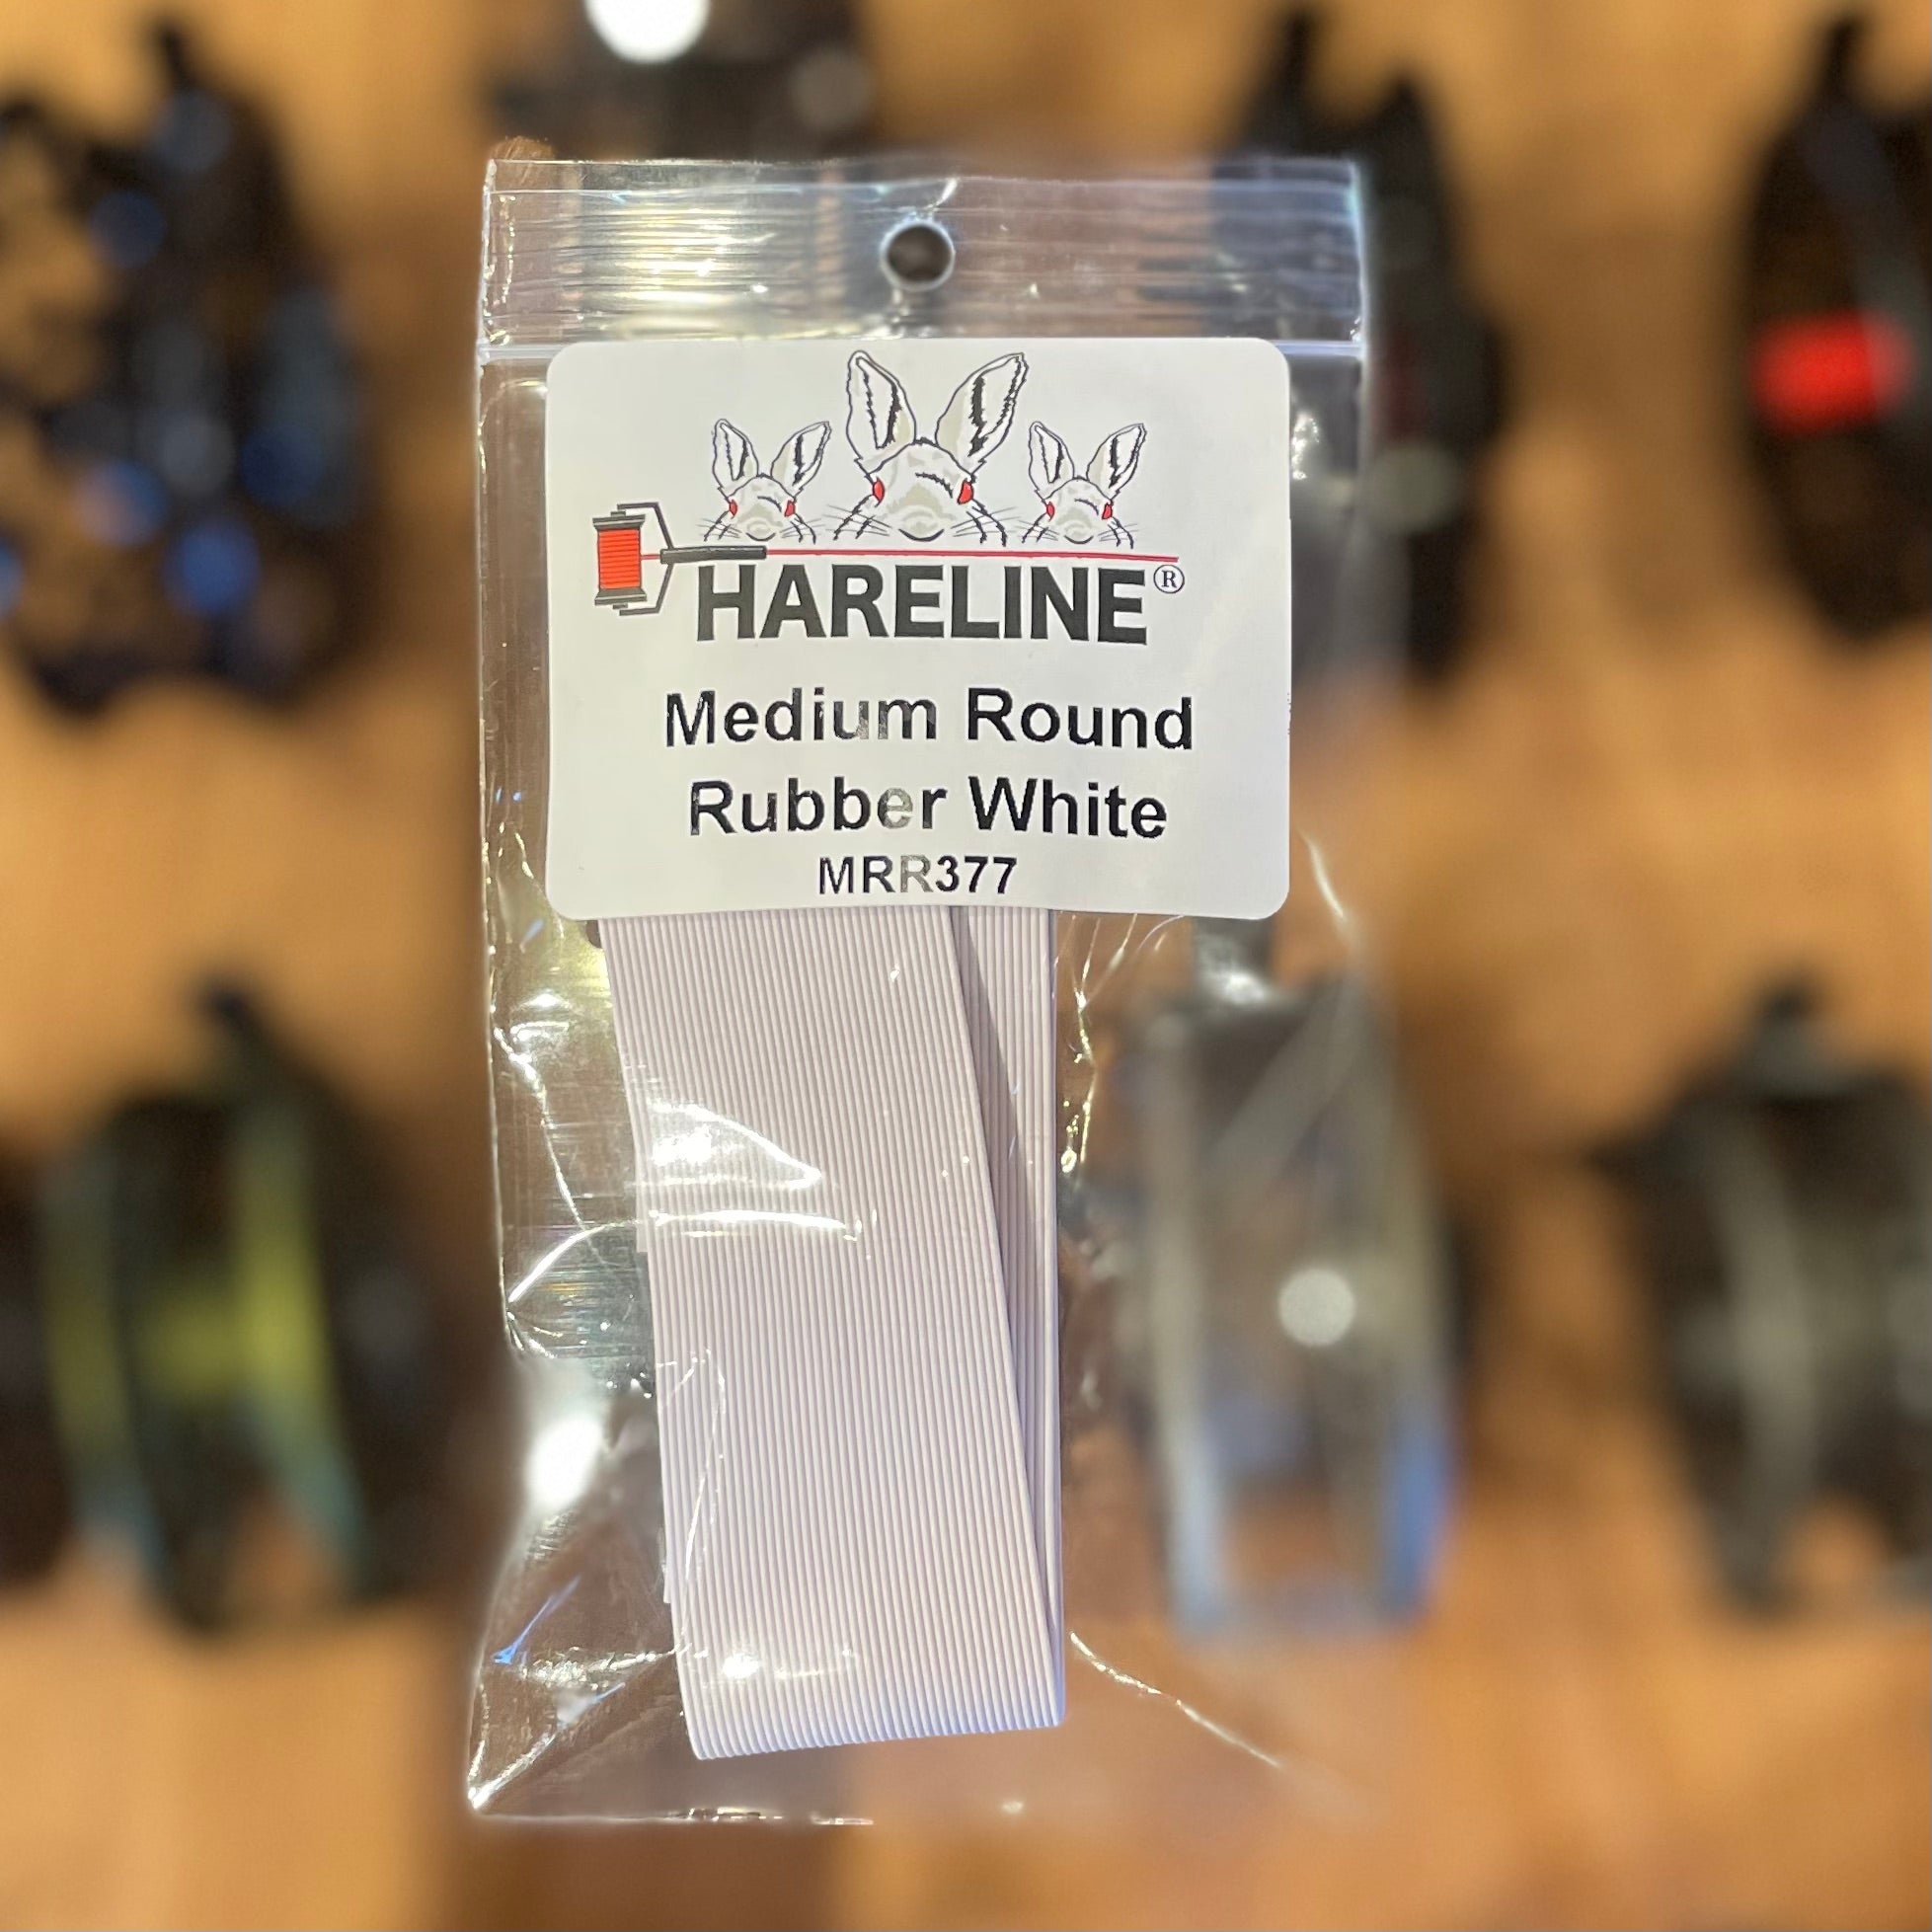 HARELINE®
Medium Round
Rubber White
MRR377